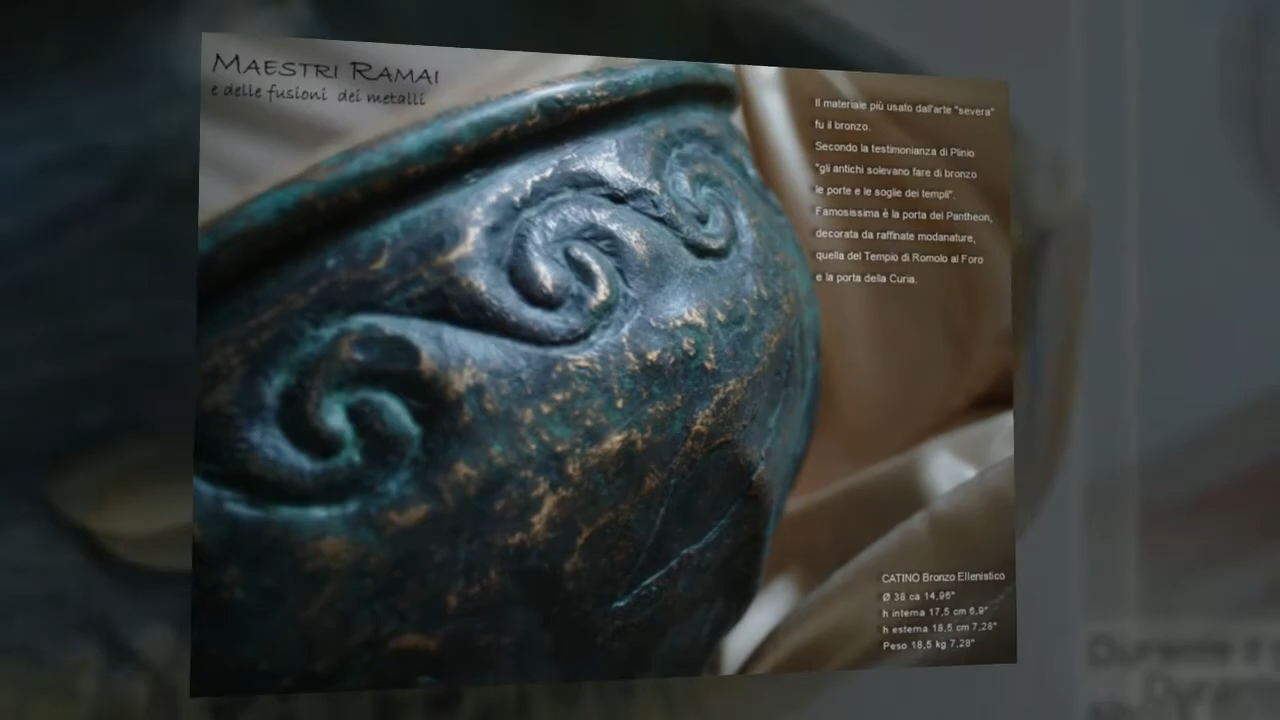 MAESTRI RAMAI
e delle fusioni dei metalli
Il materiale più usato dall'arte "severa"
fu il bronzo.
Secondo la testimonianza di Plinio
"gli antichi solevano fare di bronzo
le porte e le soglie dei templi".
Famosissima è la porta del Pantheon,
decorata da raffinate modanature,
quella del Tempio di Romolo al Foro
e la porta della Curia.
CATINO Bronzo Ellenistico
Ø 38 ca 14,96"
h interna 17,5 cm 6,9"
h esterna 18,5 cm 7,28"
Peso 18,5 kg 7,28"
Durante e